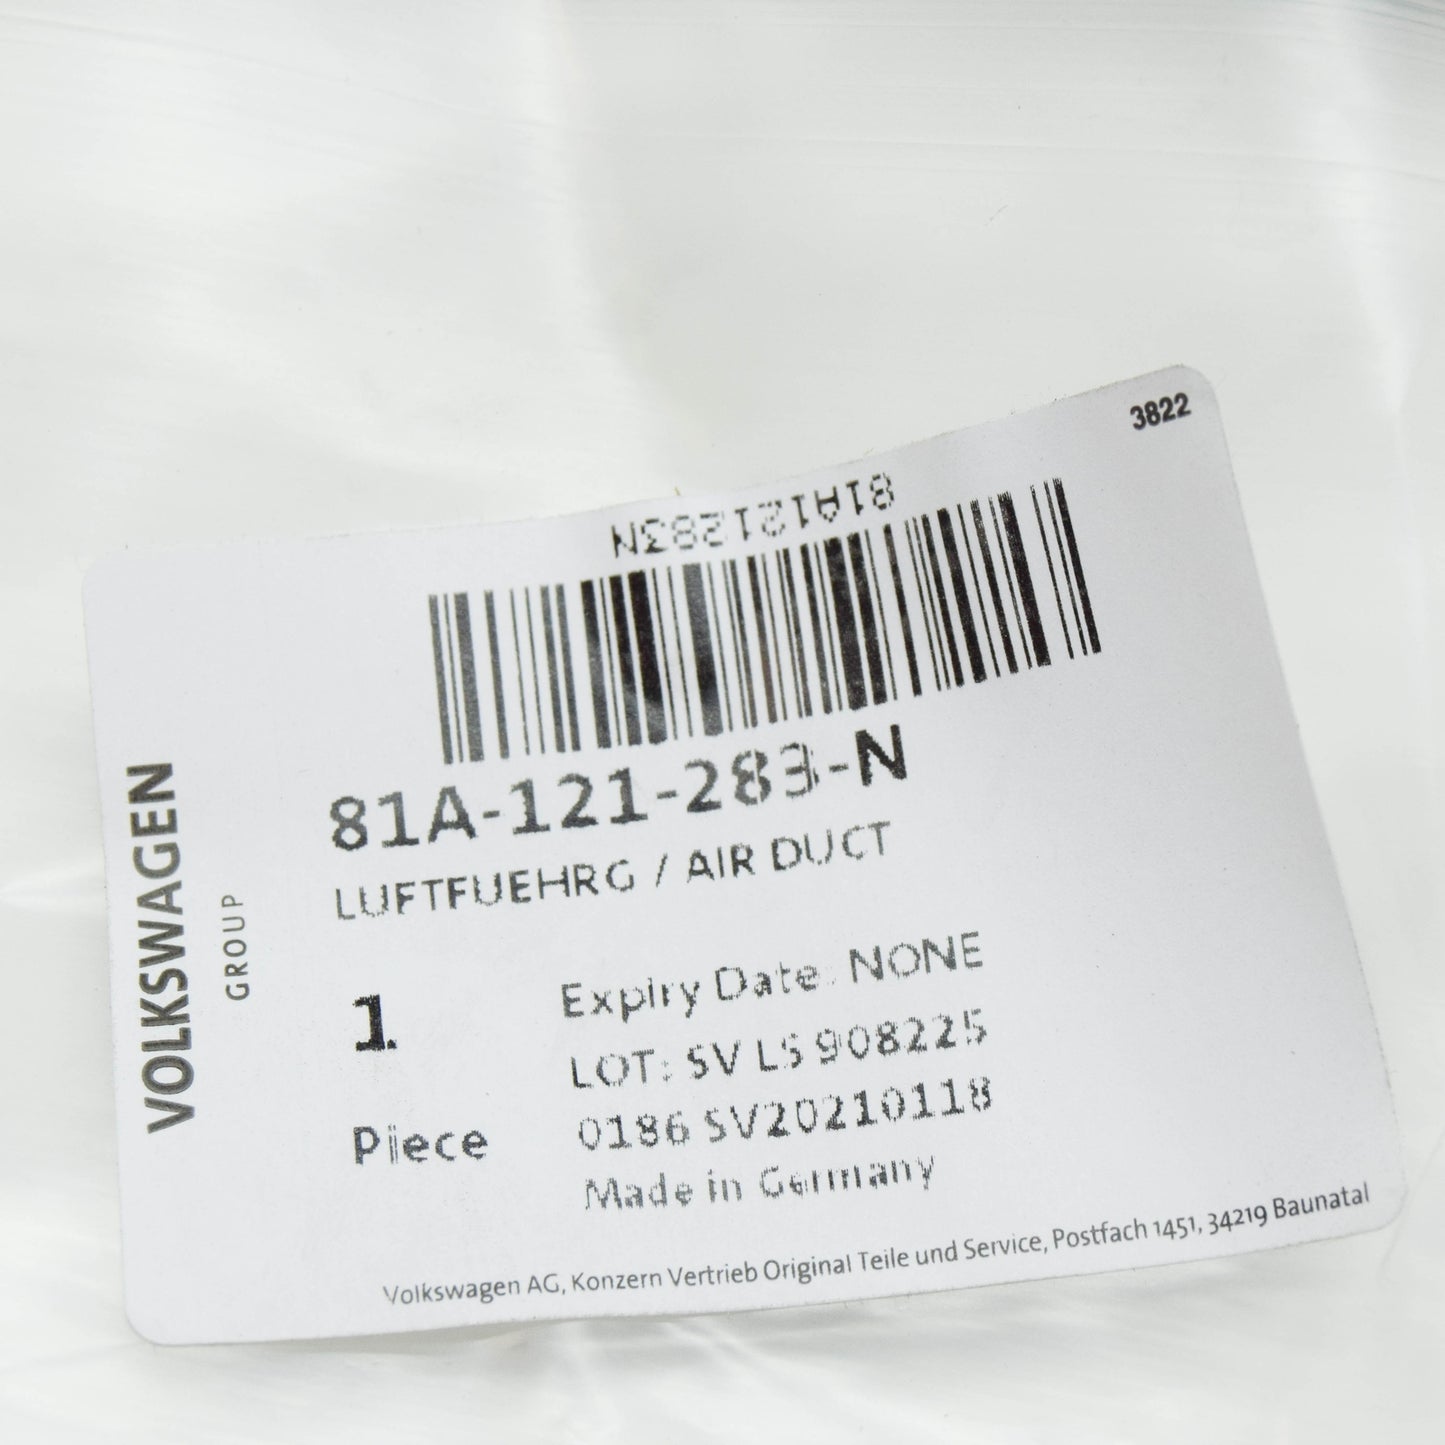 3822
81A121283N
81A-121-283-N
LUFTFUEHRG / AIR DUCT
1
Piece
Expiry Date: NONE
LOT: SV LS 908225
0186 SV20210118
Made in Germany
Volkswagen AG, Konzern Vertrieb Original Teile und Service, Postfach 1451, 34219 Baunatal
VOLKSWAGEN
GROUP